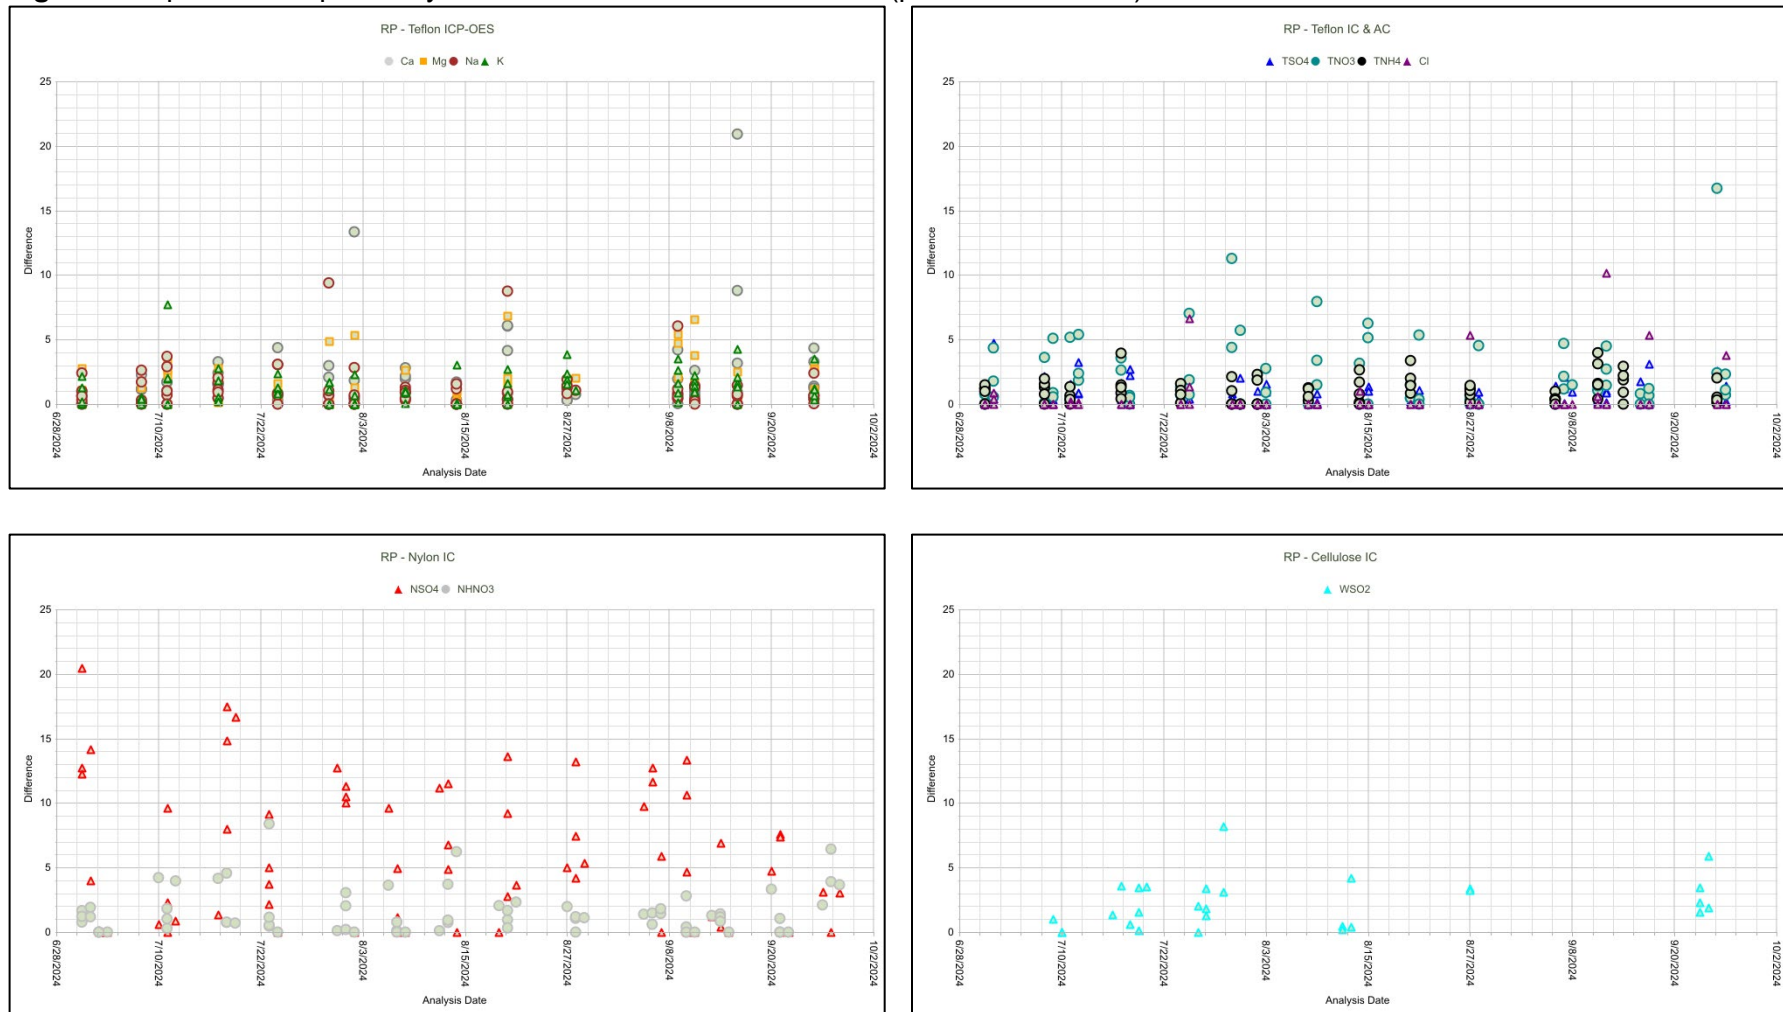 RP - Teflon ICP-OES
Ca Mg Na K
25
20
15
10
5
0
Difference
6/28/2024 7/10/2024 7/22/2024 8/3/2024 8/15/2024 8/27/2024 9/8/2024 9/20/2024 10/2/2024
Analysis Date
RP - Teflon IC & AC
TSO4 TNO3 TNH4 Cl
25
20
15
10
5
0
Difference
6/28/2024 7/10/2024 7/22/2024 8/3/2024 8/15/2024 8/27/2024 9/8/2024 9/20/2024 10/2/2024
Analysis Date
RP - Nylon IC
NSO4 NHNO3
25
20
15
10
5
0
Difference
6/28/2024 7/10/2024 7/22/2024 8/3/2024 8/15/2024 8/27/2024 9/8/2024 9/20/2024 10/2/2024
Analysis Date
RP - Cellulose IC
WSO2
25
20
15
10
5
0
Difference
6/28/2024 7/10/2024 7/22/2024 8/3/2024 8/15/2024 8/27/2024 9/8/2024 9/20/2024 10/2/2024
Analysis Date